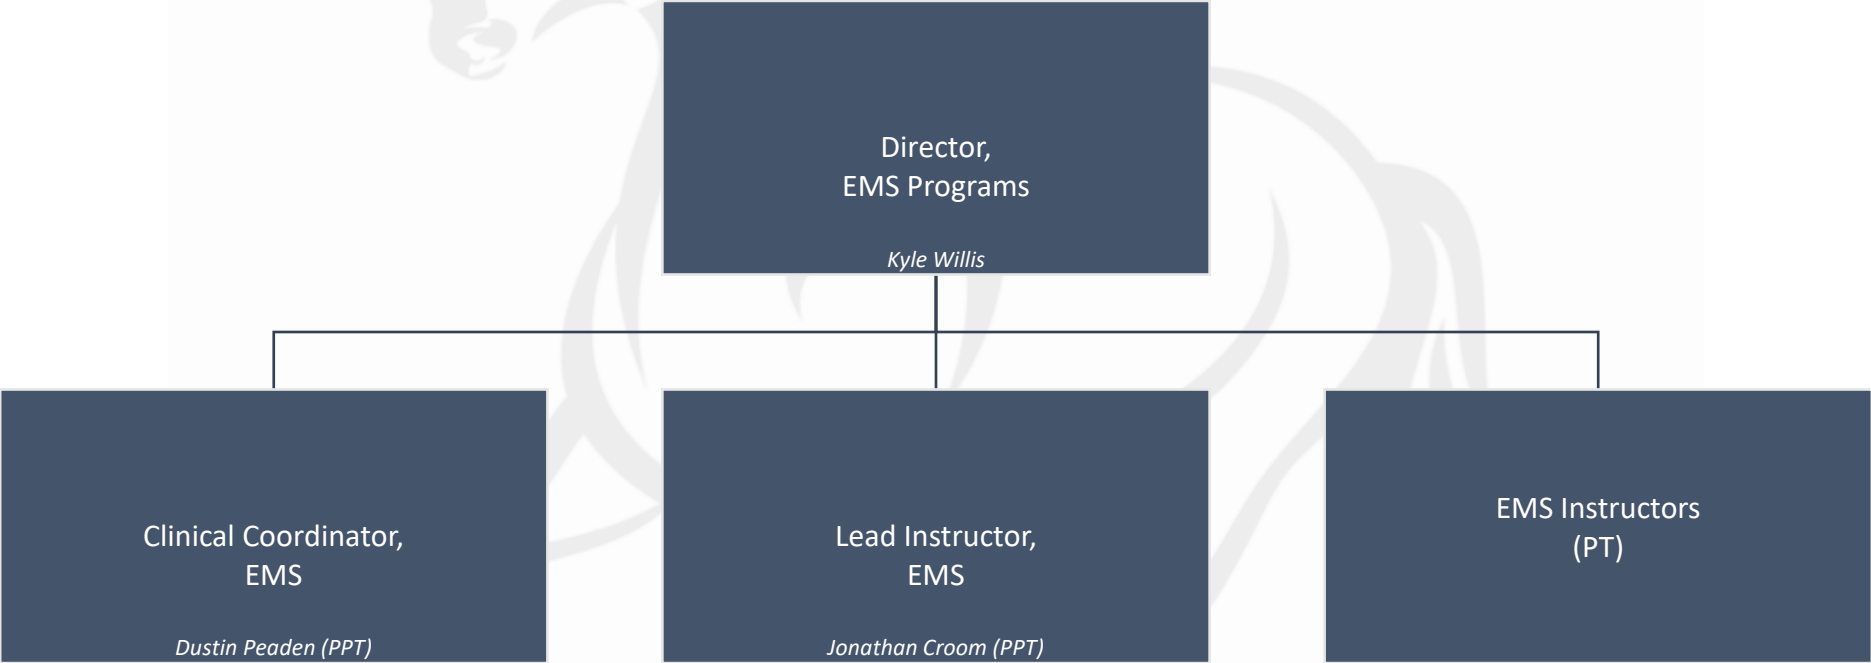 Director,
EMS Programs
Kyle Willis
Clinical Coordinator,
EMS
Dustin Peaden (PPT)
Lead Instructor,
EMS
Jonathan Croom (PPT)
EMS Instructors
(PT)